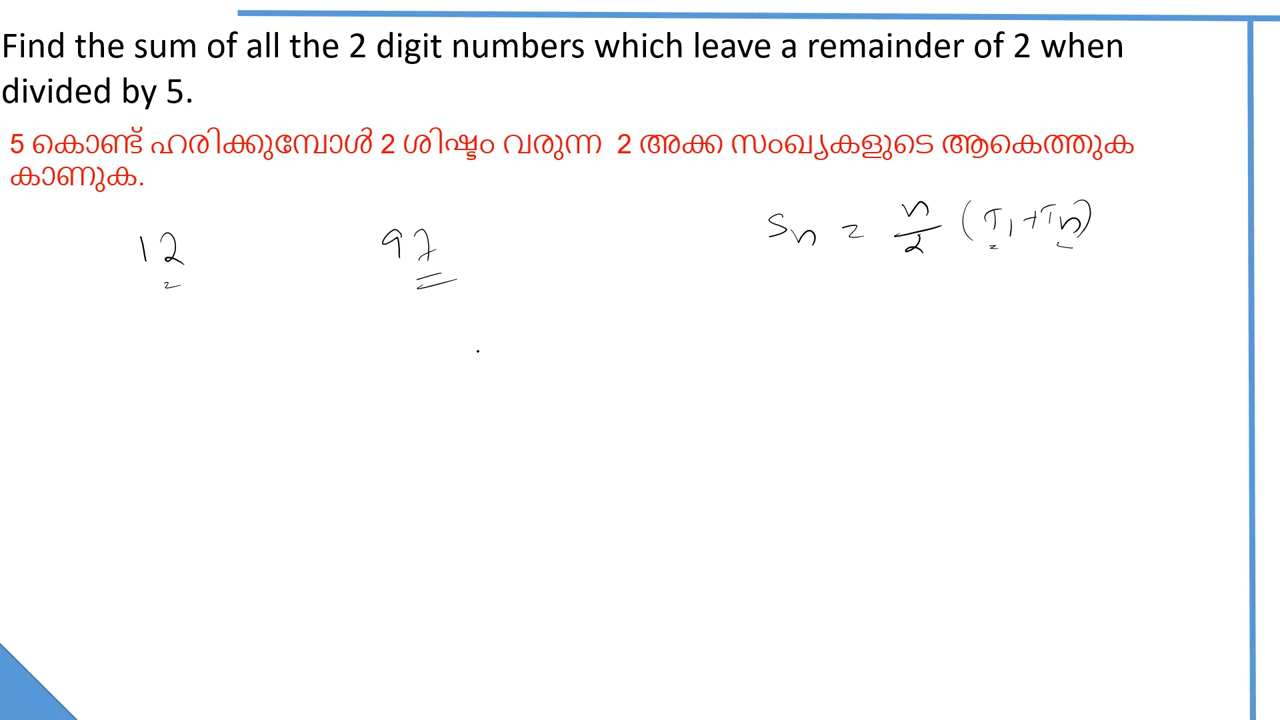 Find the sum of all the 2 digit numbers which leave a remainder of 2 when
divided by 5.
5 കൊണ്ട് ഹരിക്കുമ്പോൾ 2 ശിഷ്ടം വരുന്ന 2 അക്ക സംഖ്യകളുടെ ആകെത്തുക
കാണുക.
12 97 Sn = n/2 (T1+Tn)